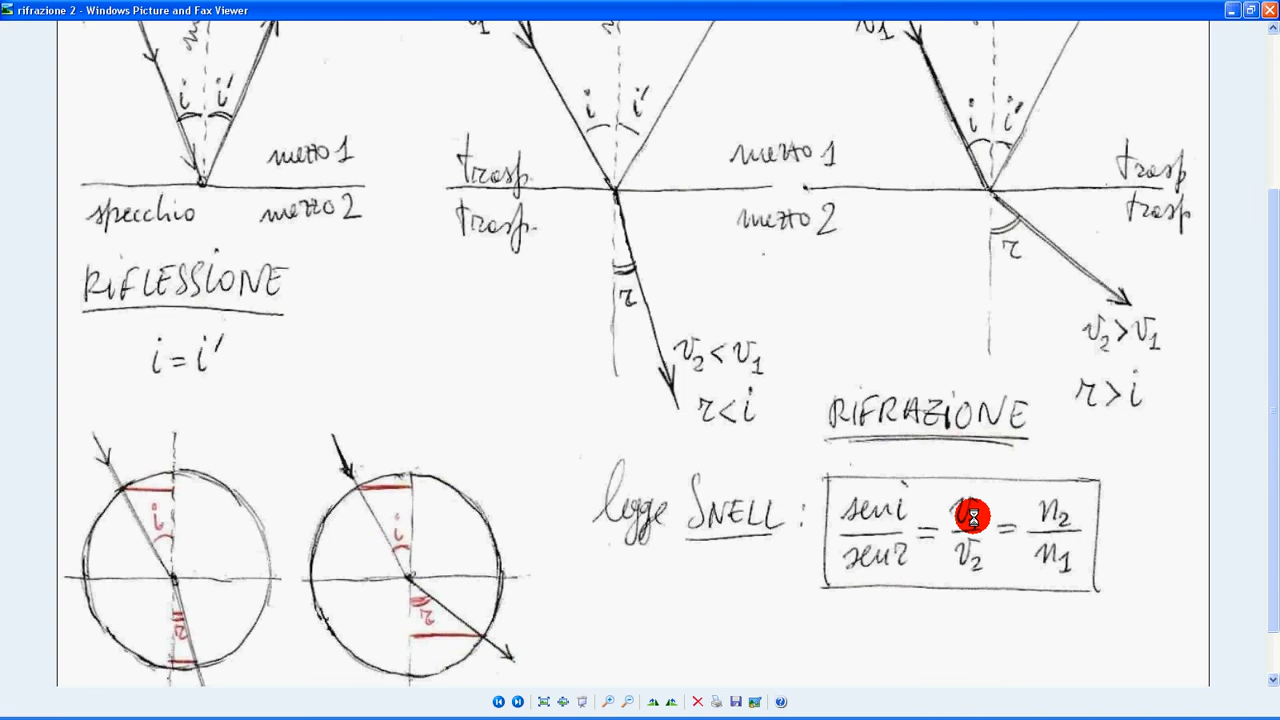 rifrazione 2 - Windows Picture and Fax Viewer
i i'
mezzo 1
specchio mezzo 2
RIFLESSIONE
i = i'
i i'
trasp. mezzo 1
trasp. mezzo 2
r
v2 < v1
r < i
v1
i i'
trasp
trasp
r
v2 > v1
r > i
RIFRAZIONE
legge SNELL : sen i / sen r = v / v2 = n2 / n1
i
r
i
r